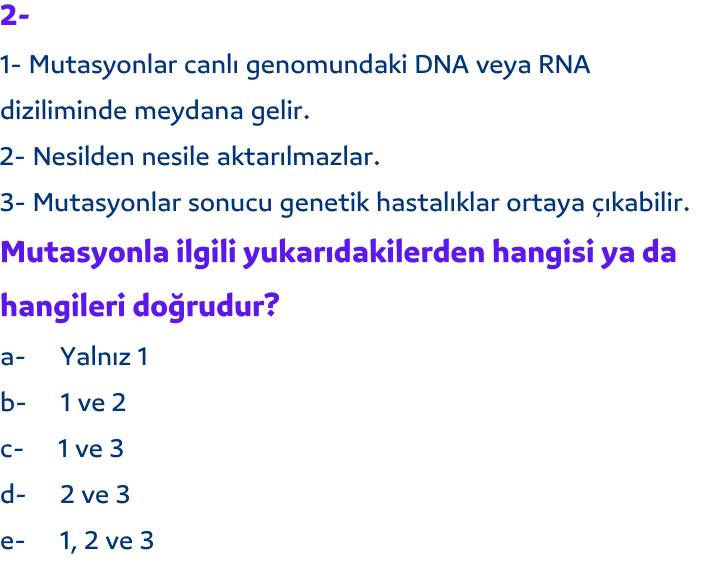 2-
1- Mutasyonlar canlı genomundaki DNA veya RNA
diziliminde meydana gelir.
2- Nesilden nesile aktarılmazlar.
3- Mutasyonlar sonucu genetik hastalıklar ortaya çıkabilir.
Mutasyonla ilgili yukarıdakilerden hangisi ya da
hangileri doğrudur?
a- Yalnız 1
b- 1 ve 2
c- 1 ve 3
d- 2 ve 3
e- 1, 2 ve 3